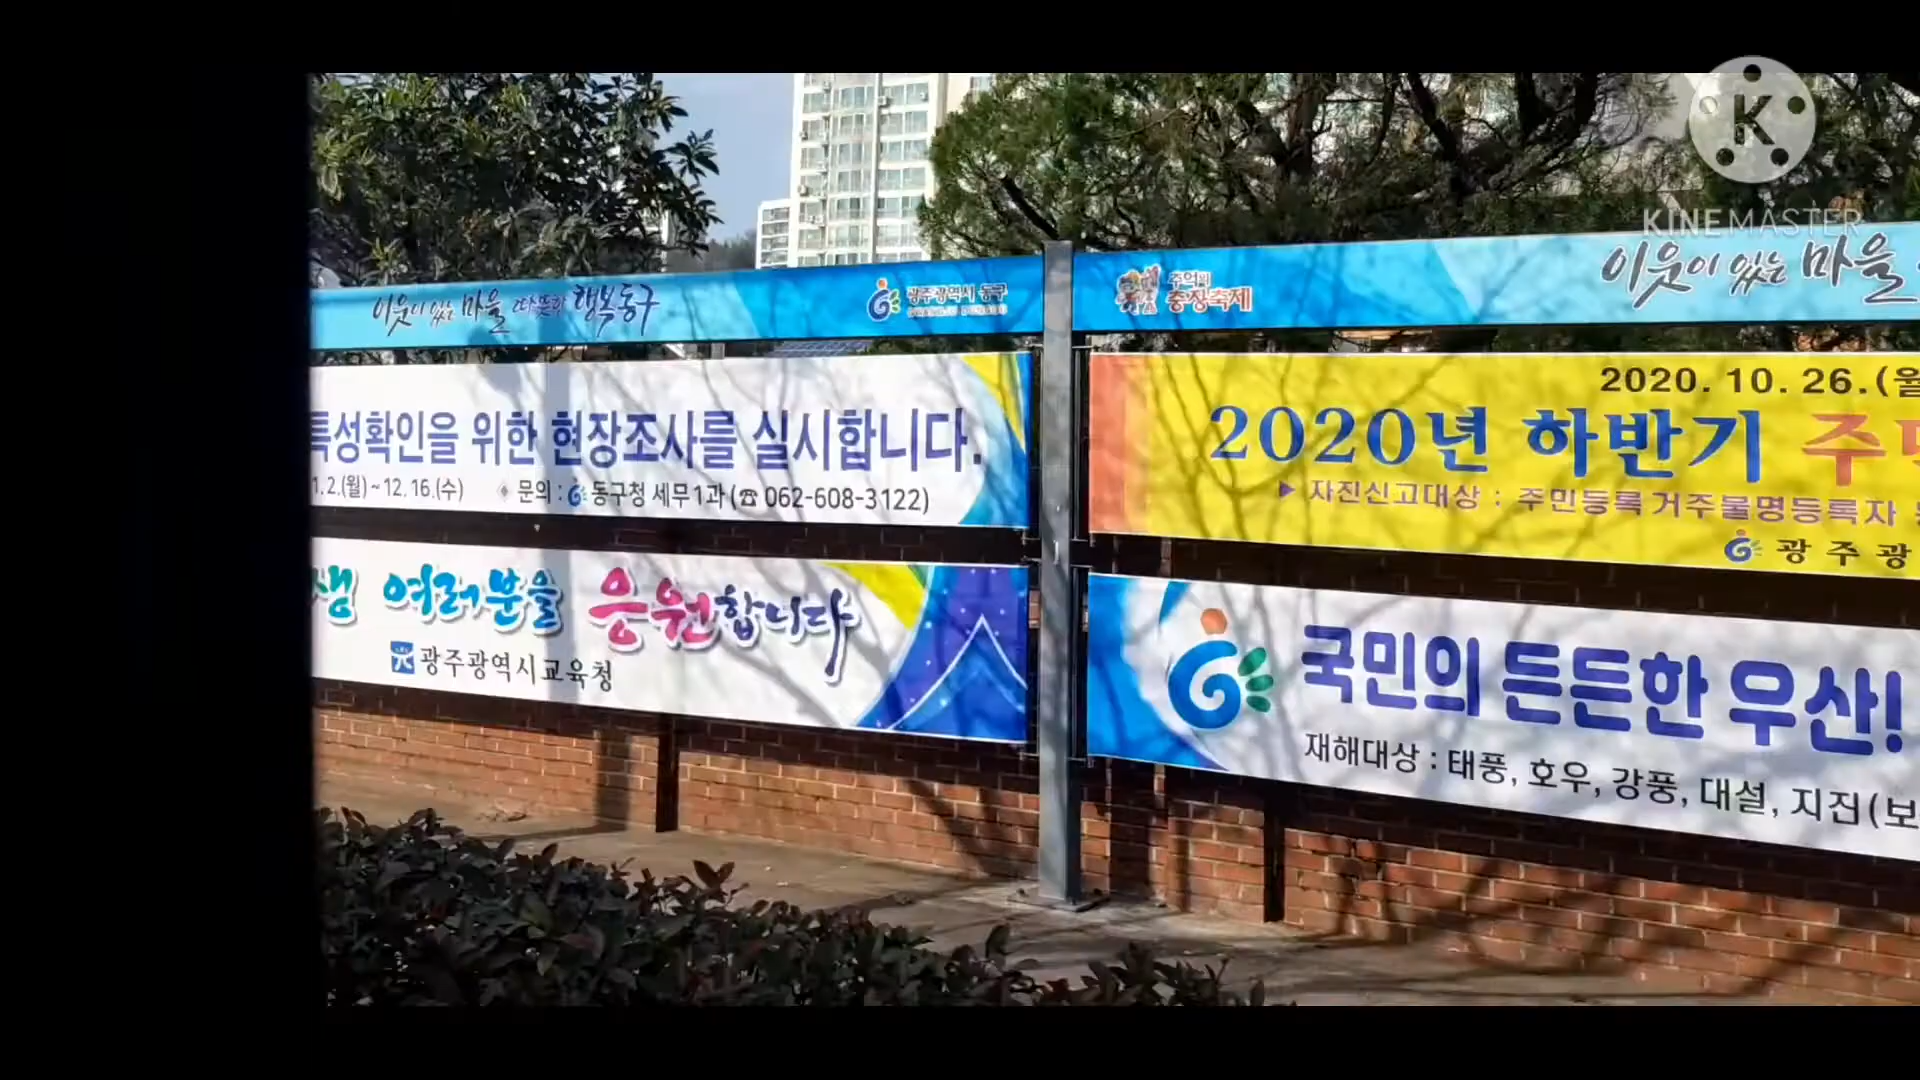 KINEMASTER
이웃이 있는 마을 따뜻한 행복동구
광주광역시 동구
추억의
충장축제
이웃이 있는 마을
특성확인을 위한 현장조사를 실시합니다.
1. 2.(월) ~ 12. 16.(수) 문의 : 동구청 세무1과 (☎ 062-608-3122)
2020. 10. 26.(월
2020년 하반기 주
▶ 자진신고대상 : 주민등록 거주불명등록자
광 주 광
생 여러분을 응원합니다
광주광역시교육청
국민의 든든한 우산!
재해대상 : 태풍, 호우, 강풍, 대설, 지진 (보